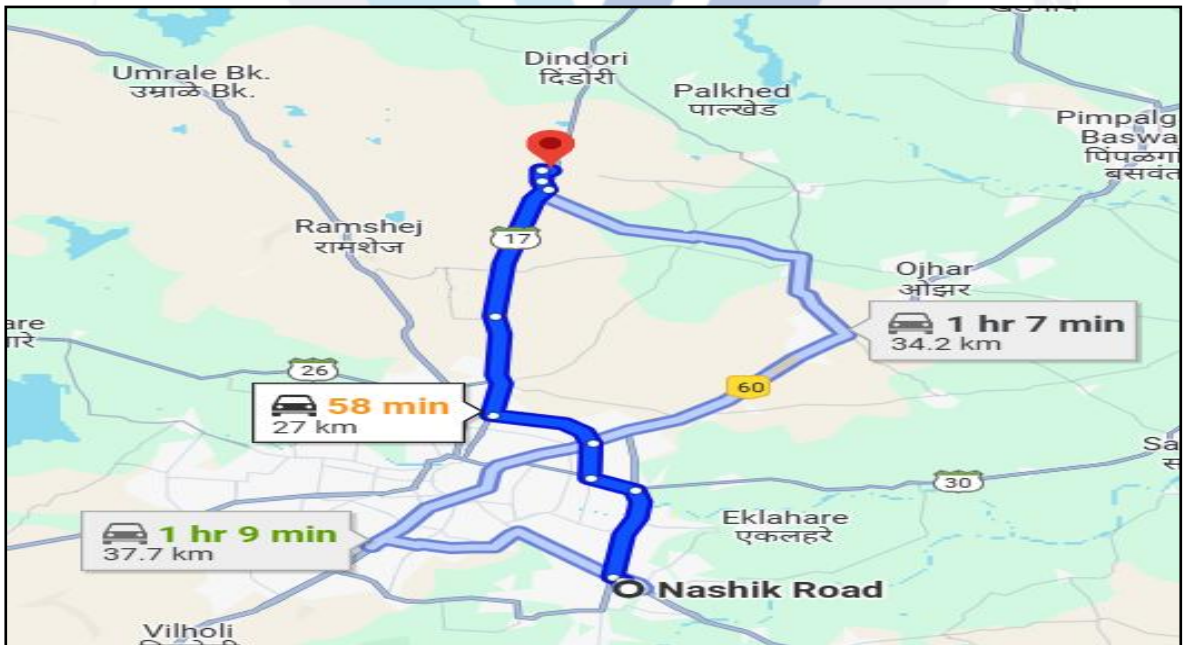 Dindori
दिंडोरी
Umrale Bk.
उम्राळे Bk.
Palkhed
पाल्खेड
Pimpalg
Baswa
पिंपळगा
बसवंत
Ramshej
रामशेज
17
Ojhar
ओझर
1 hr 7 min
34.2 km
26
60
58 min
27 km
30
Eklahare
एकलहरे
1 hr 9 min
37.7 km
Nashik Road
Vilholi